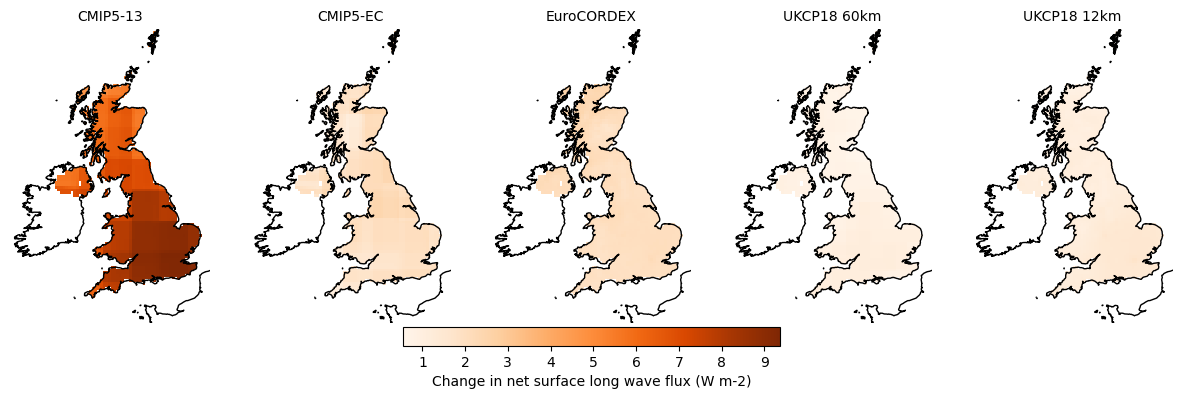 CMIP5-13 CMIP5-EC EuroCORDEX UKCP18 60km UKCP18 12km
1 2 3 4 5 6 7 8 9
Change in net surface long wave flux (W m-2)